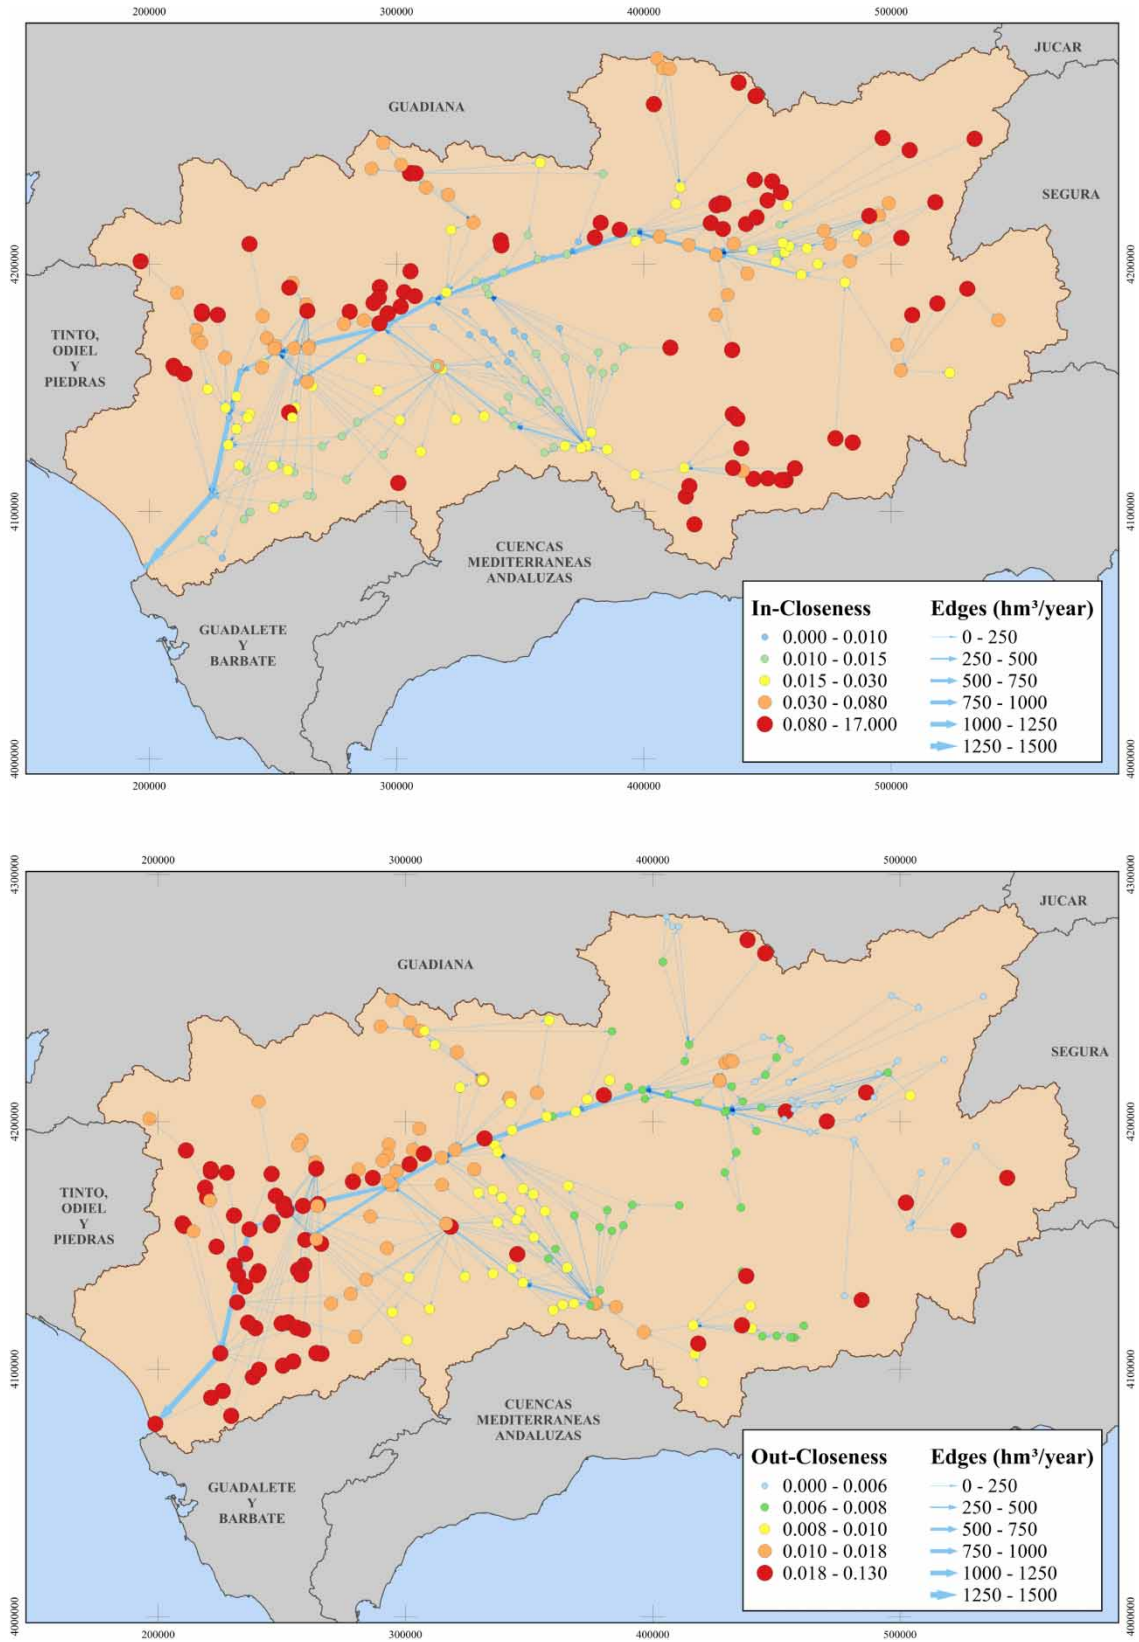 200000 300000 400000 500000
JUCAR
GUADIANA
SEGURA
4200000 4200000
TINTO,
ODIEL
Y
PIEDRAS
4100000 4100000
CUENCAS
MEDITERRANEAS
ANDALUZAS
GUADALETE
Y
BARBATE
In-Closeness Edges (hm³/year)
0.000 - 0.010 0 - 250
0.010 - 0.015 250 - 500
0.015 - 0.030 500 - 750
0.030 - 0.080 750 - 1000
0.080 - 17.000 1000 - 1250
1250 - 1500
4000000 4000000
200000 300000 400000 500000
200000 300000 400000 500000
4300000 4300000
JUCAR
GUADIANA
SEGURA
4200000 4200000
TINTO,
ODIEL
Y
PIEDRAS
4100000 4100000
CUENCAS
MEDITERRANEAS
ANDALUZAS
GUADALETE
Y
BARBATE
Out-Closeness Edges (hm³/year)
0.000 - 0.006 0 - 250
0.006 - 0.008 250 - 500
0.008 - 0.010 500 - 750
0.010 - 0.018 750 - 1000
0.018 - 0.130 1000 - 1250
1250 - 1500
4000000 4000000
200000 300000 400000 500000